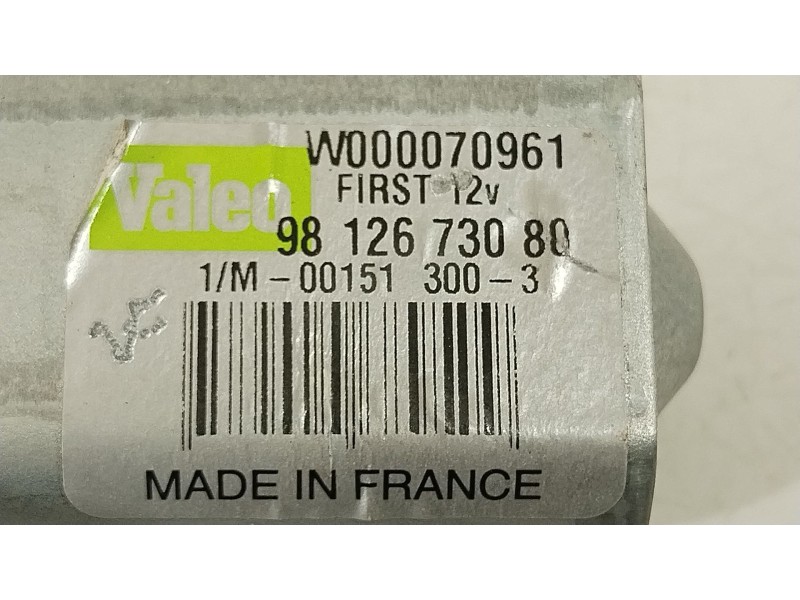 W000070961
Valeo
FIRST 12v
98 126 730 80
1/M-00151 300-3
MADE IN FRANCE